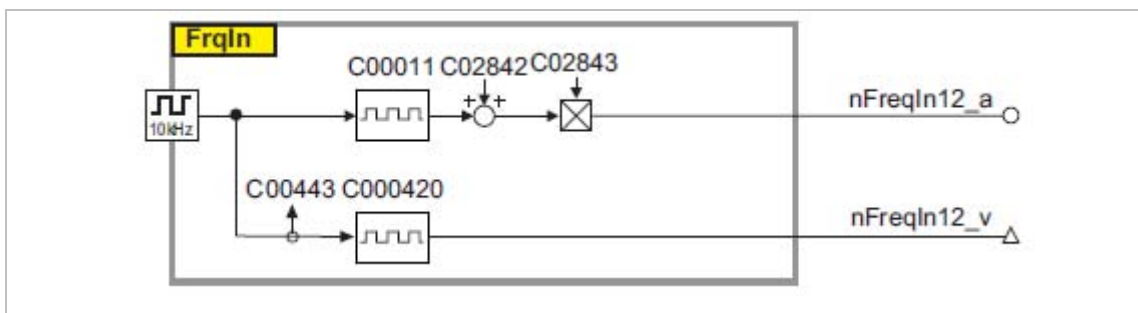 FrqIn
C00011 C02842 C02843
+ +
nFreqIn12_a
10kHz
C00443 C000420
nFreqIn12_v